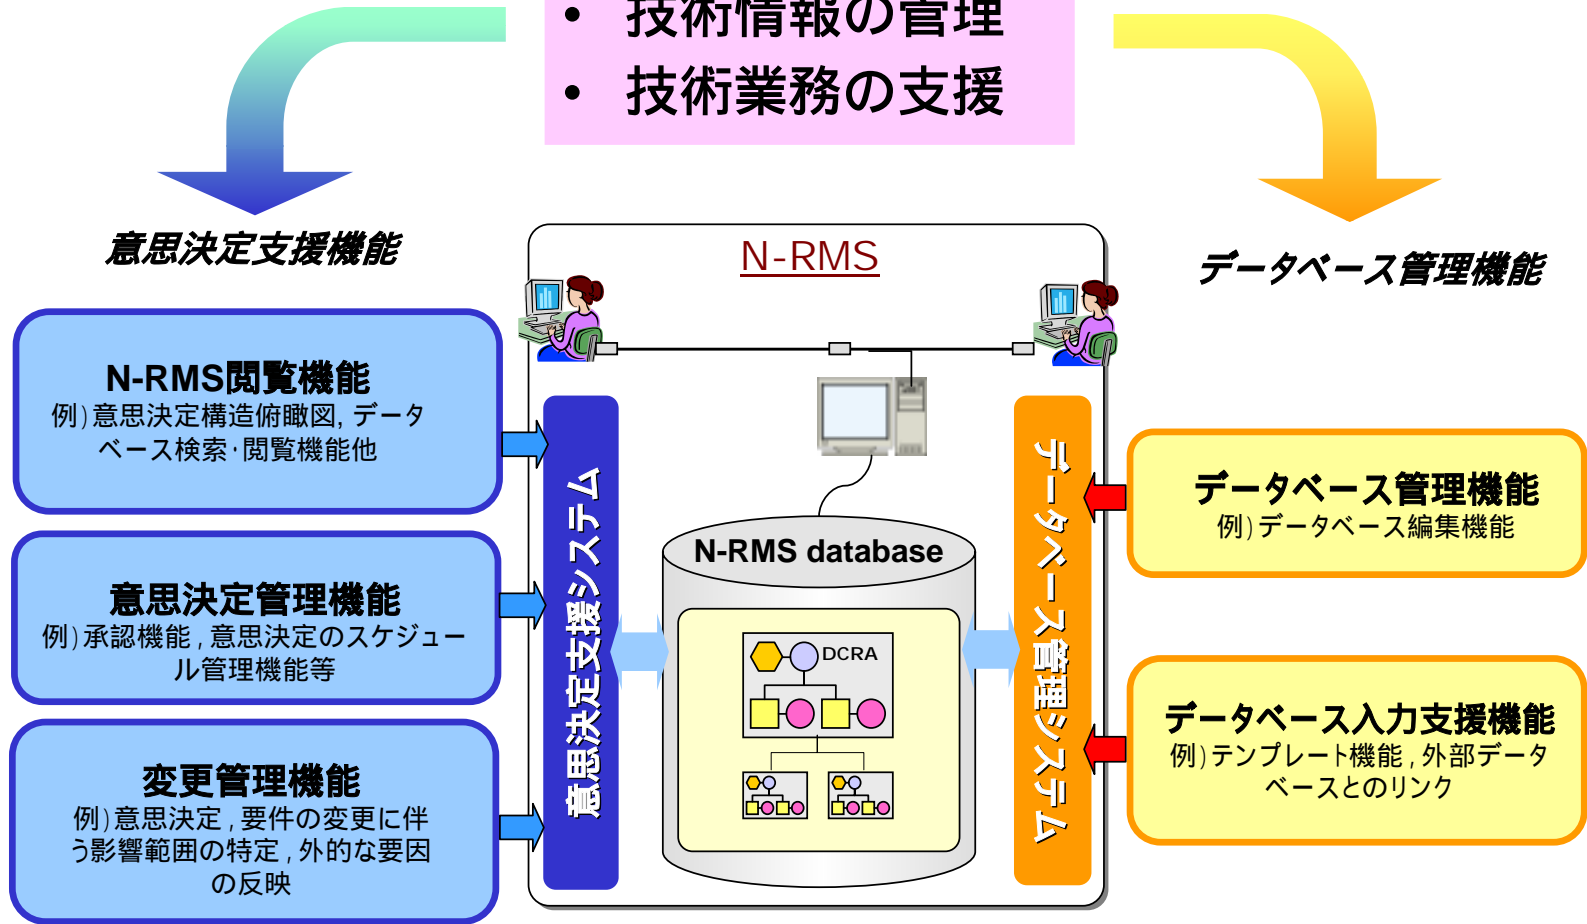 • 技術情報の管理
• 技術業務の支援
意思決定支援機能
N-RMS閲覧機能
例)意思決定構造俯瞰図, データ
ベース検索・閲覧機能他
意思決定管理機能
例)承認機能, 意思決定のスケジュー
ル管理機能等
変更管理機能
例)意思決定, 要件の変更に伴
う影響範囲の特定, 外的な要因
の反映
N-RMS
意思決定支援システム
N-RMS database
DCRA
データベース管理システム
データベース管理機能
データベース管理機能
例)データベース編集機能
データベース入力支援機能
例)テンプレート機能, 外部データ
ベースとのリンク